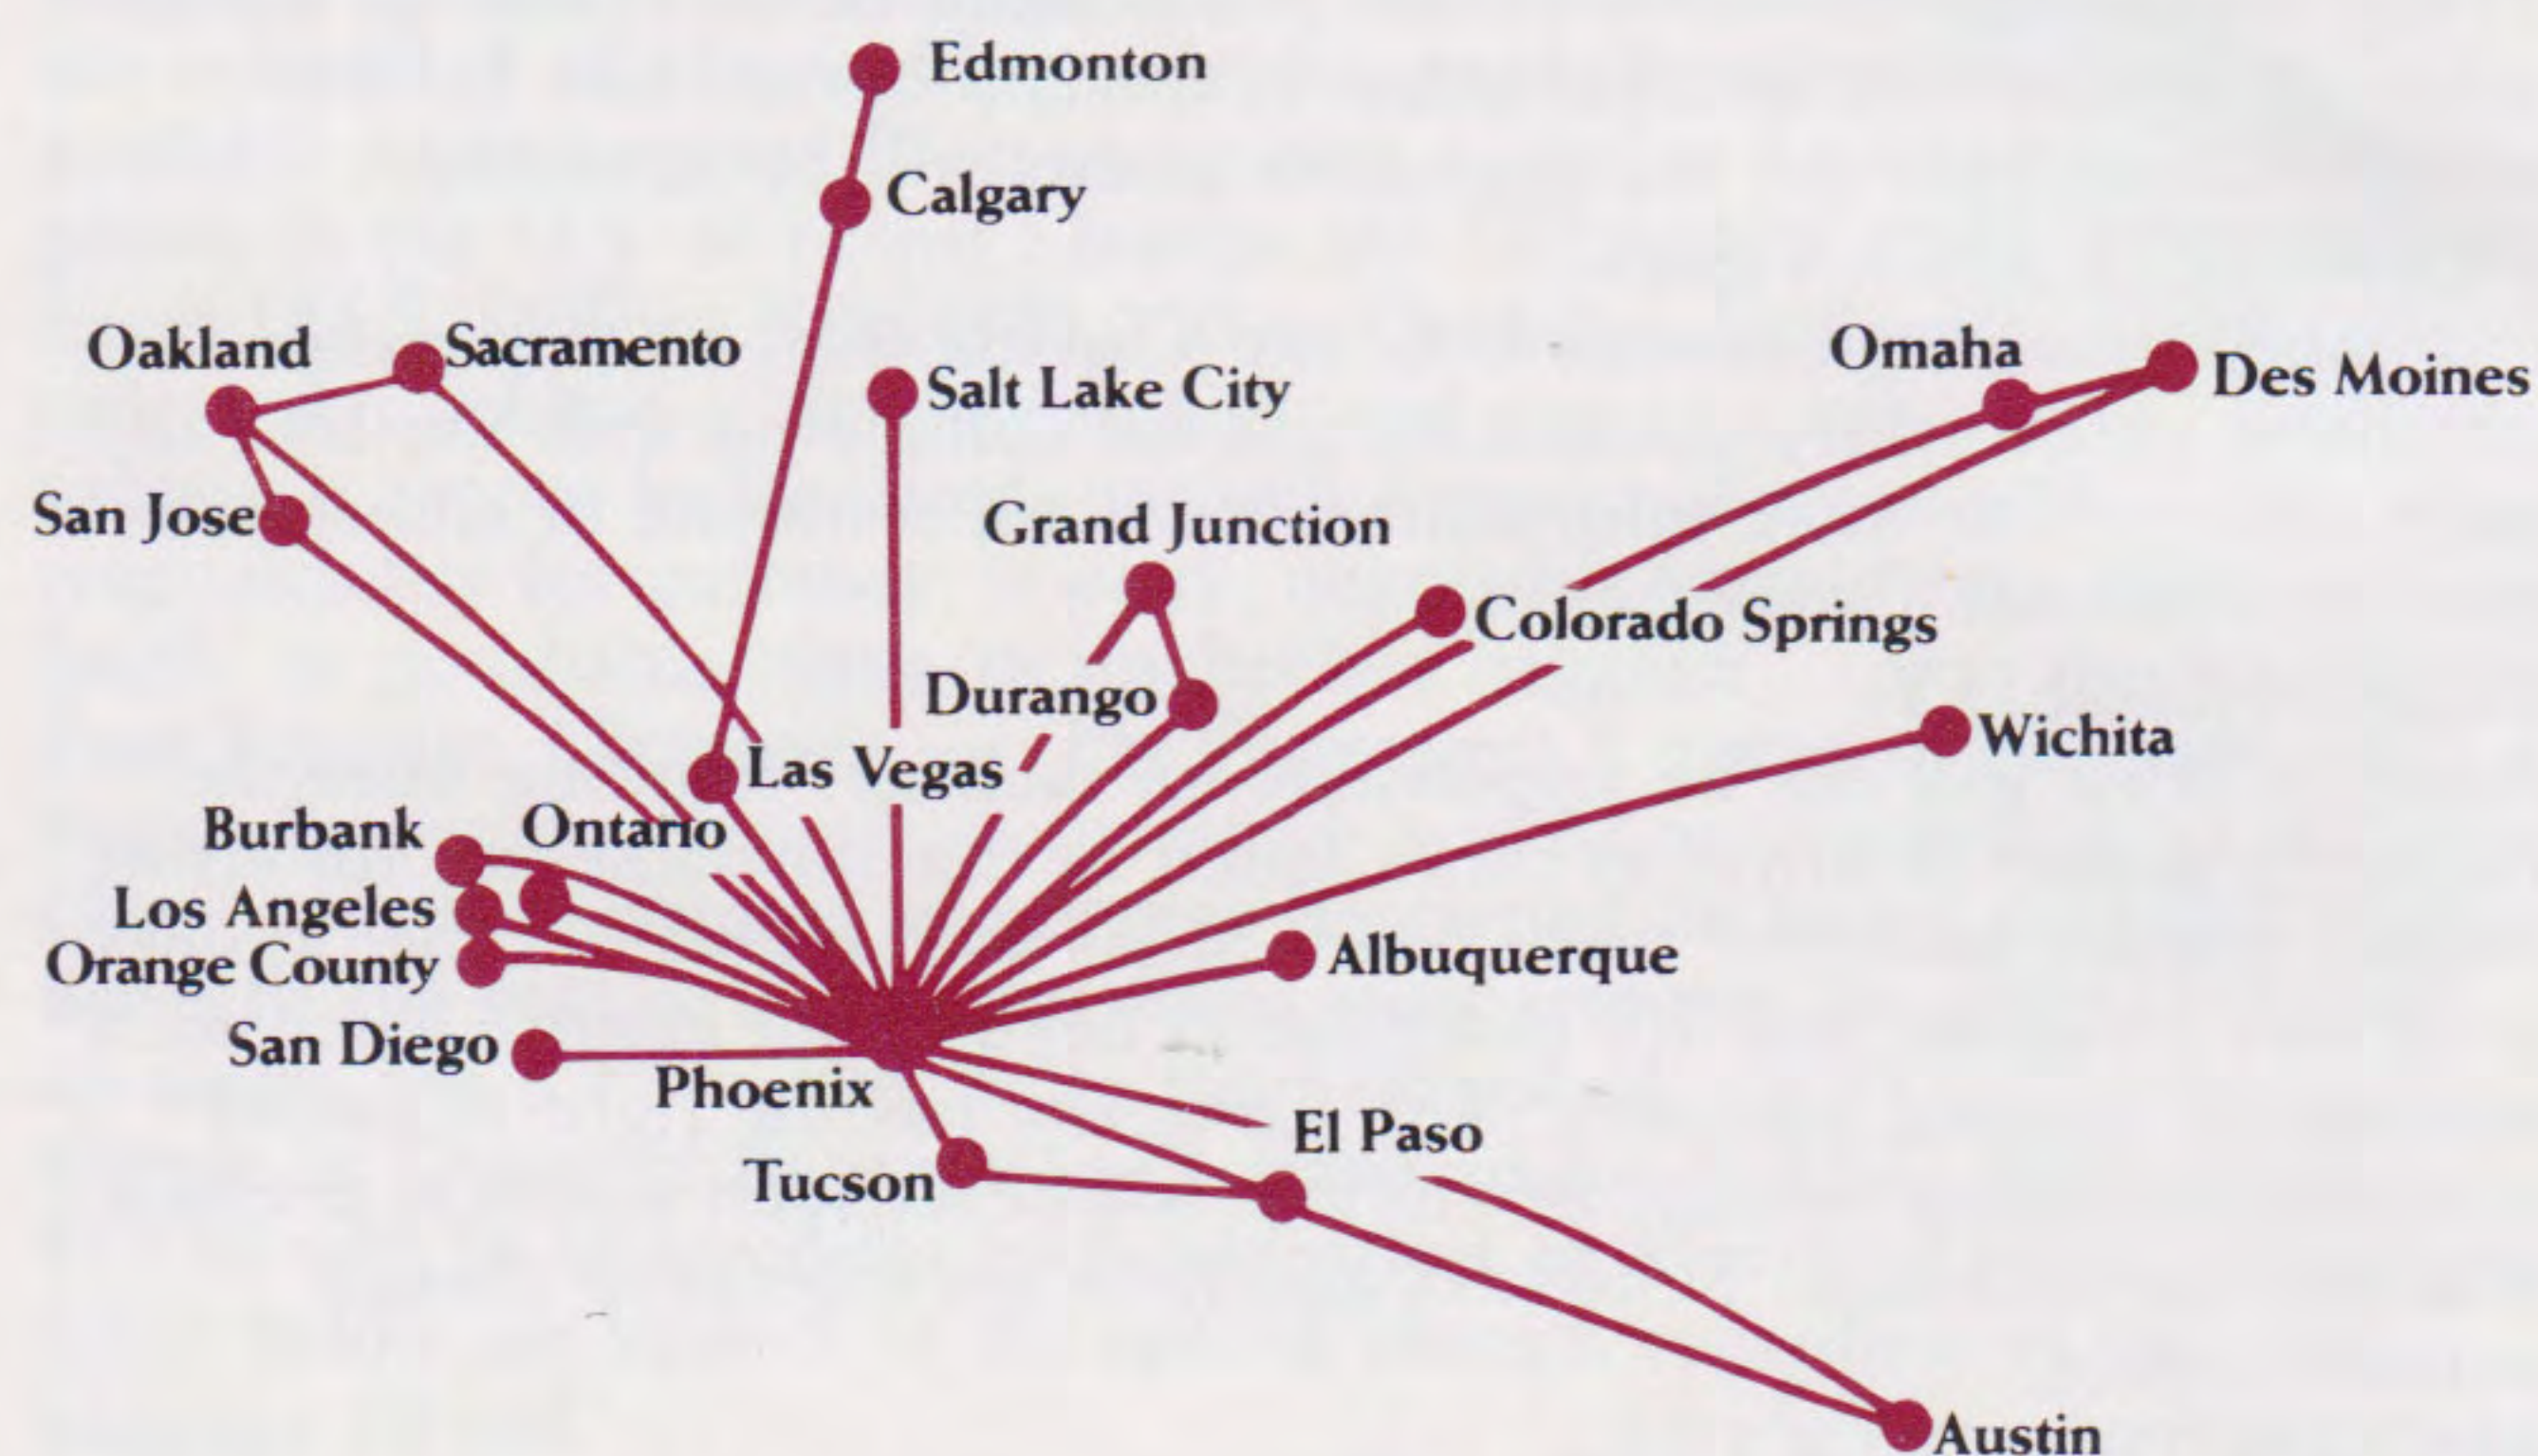 Edmonton
Calgary
Oakland
Sacramento
Salt Lake City
Omaha
Des Moines
San Jose
Grand Junction
Colorado Springs
Durango
Wichita
Las Vegas
Burbank
Ontario
Los Angeles
Orange County
Albuquerque
San Diego
Phoenix
El Paso
Tucson
Austin